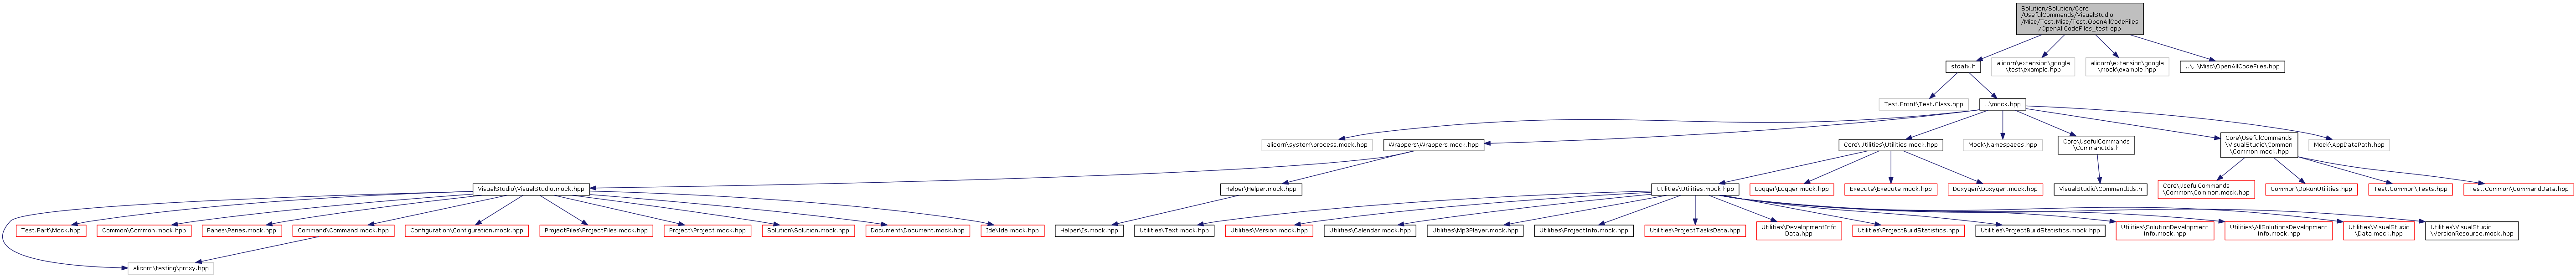 Solution/Solution/Core
/UsefulCommands/VisualStudio
/Misc/Test.Misc/Test.OpenAllCodeFiles
/OpenAllCodeFiles_test.cpp
stdafx.h
alicorn\extension\google
\test\example.hpp
alicorn\extension\google
\mock\example.hpp
..\..\Misc\OpenAllCodeFiles.hpp
Test.Front\Test.Class.hpp
..\mock.hpp
alicorn\system\process.mock.hpp
Wrappers\Wrappers.mock.hpp
Core\Utilities\Utilities.mock.hpp
Mock\Namespaces.hpp
Core\UsefulCommands
\CommandIds.h
Core\UsefulCommands
\VisualStudio\Common
\Common.mock.hpp
Mock\AppDataPath.hpp
VisualStudio\VisualStudio.mock.hpp
Helper\Helper.mock.hpp
Utilities\Utilities.mock.hpp
Logger\Logger.mock.hpp
Execute\Execute.mock.hpp
Doxygen\Doxygen.mock.hpp
VisualStudio\CommandIds.h
Core\UsefulCommands
\Common\Common.mock.hpp
Common\DoRunUtilities.hpp
Test.Common\Tests.hpp
Test.Common\CommandData.hpp
Test.Part\Mock.hpp
Common\Common.mock.hpp
Panes\Panes.mock.hpp
Command\Command.mock.hpp
Configuration\Configuration.mock.hpp
ProjectFiles\ProjectFiles.mock.hpp
Project\Project.mock.hpp
Solution\Solution.mock.hpp
Document\Document.mock.hpp
Ide\Ide.mock.hpp
Helper\Is.mock.hpp
Utilities\Text.mock.hpp
Utilities\Version.mock.hpp
Utilities\Calendar.mock.hpp
Utilities\Mp3Player.mock.hpp
Utilities\ProjectInfo.mock.hpp
Utilities\ProjectTasksData.hpp
Utilities\DevelopmentInfo
Data.hpp
Utilities\ProjectBuildStatistics.hpp
Utilities\ProjectBuildStatistics.mock.hpp
Utilities\SolutionDevelopment
Info.mock.hpp
Utilities\AllSolutionsDevelopment
Info.mock.hpp
Utilities\VisualStudio
\Data.mock.hpp
Utilities\VisualStudio
\VersionResource.mock.hpp
alicorn\testing\proxy.hpp